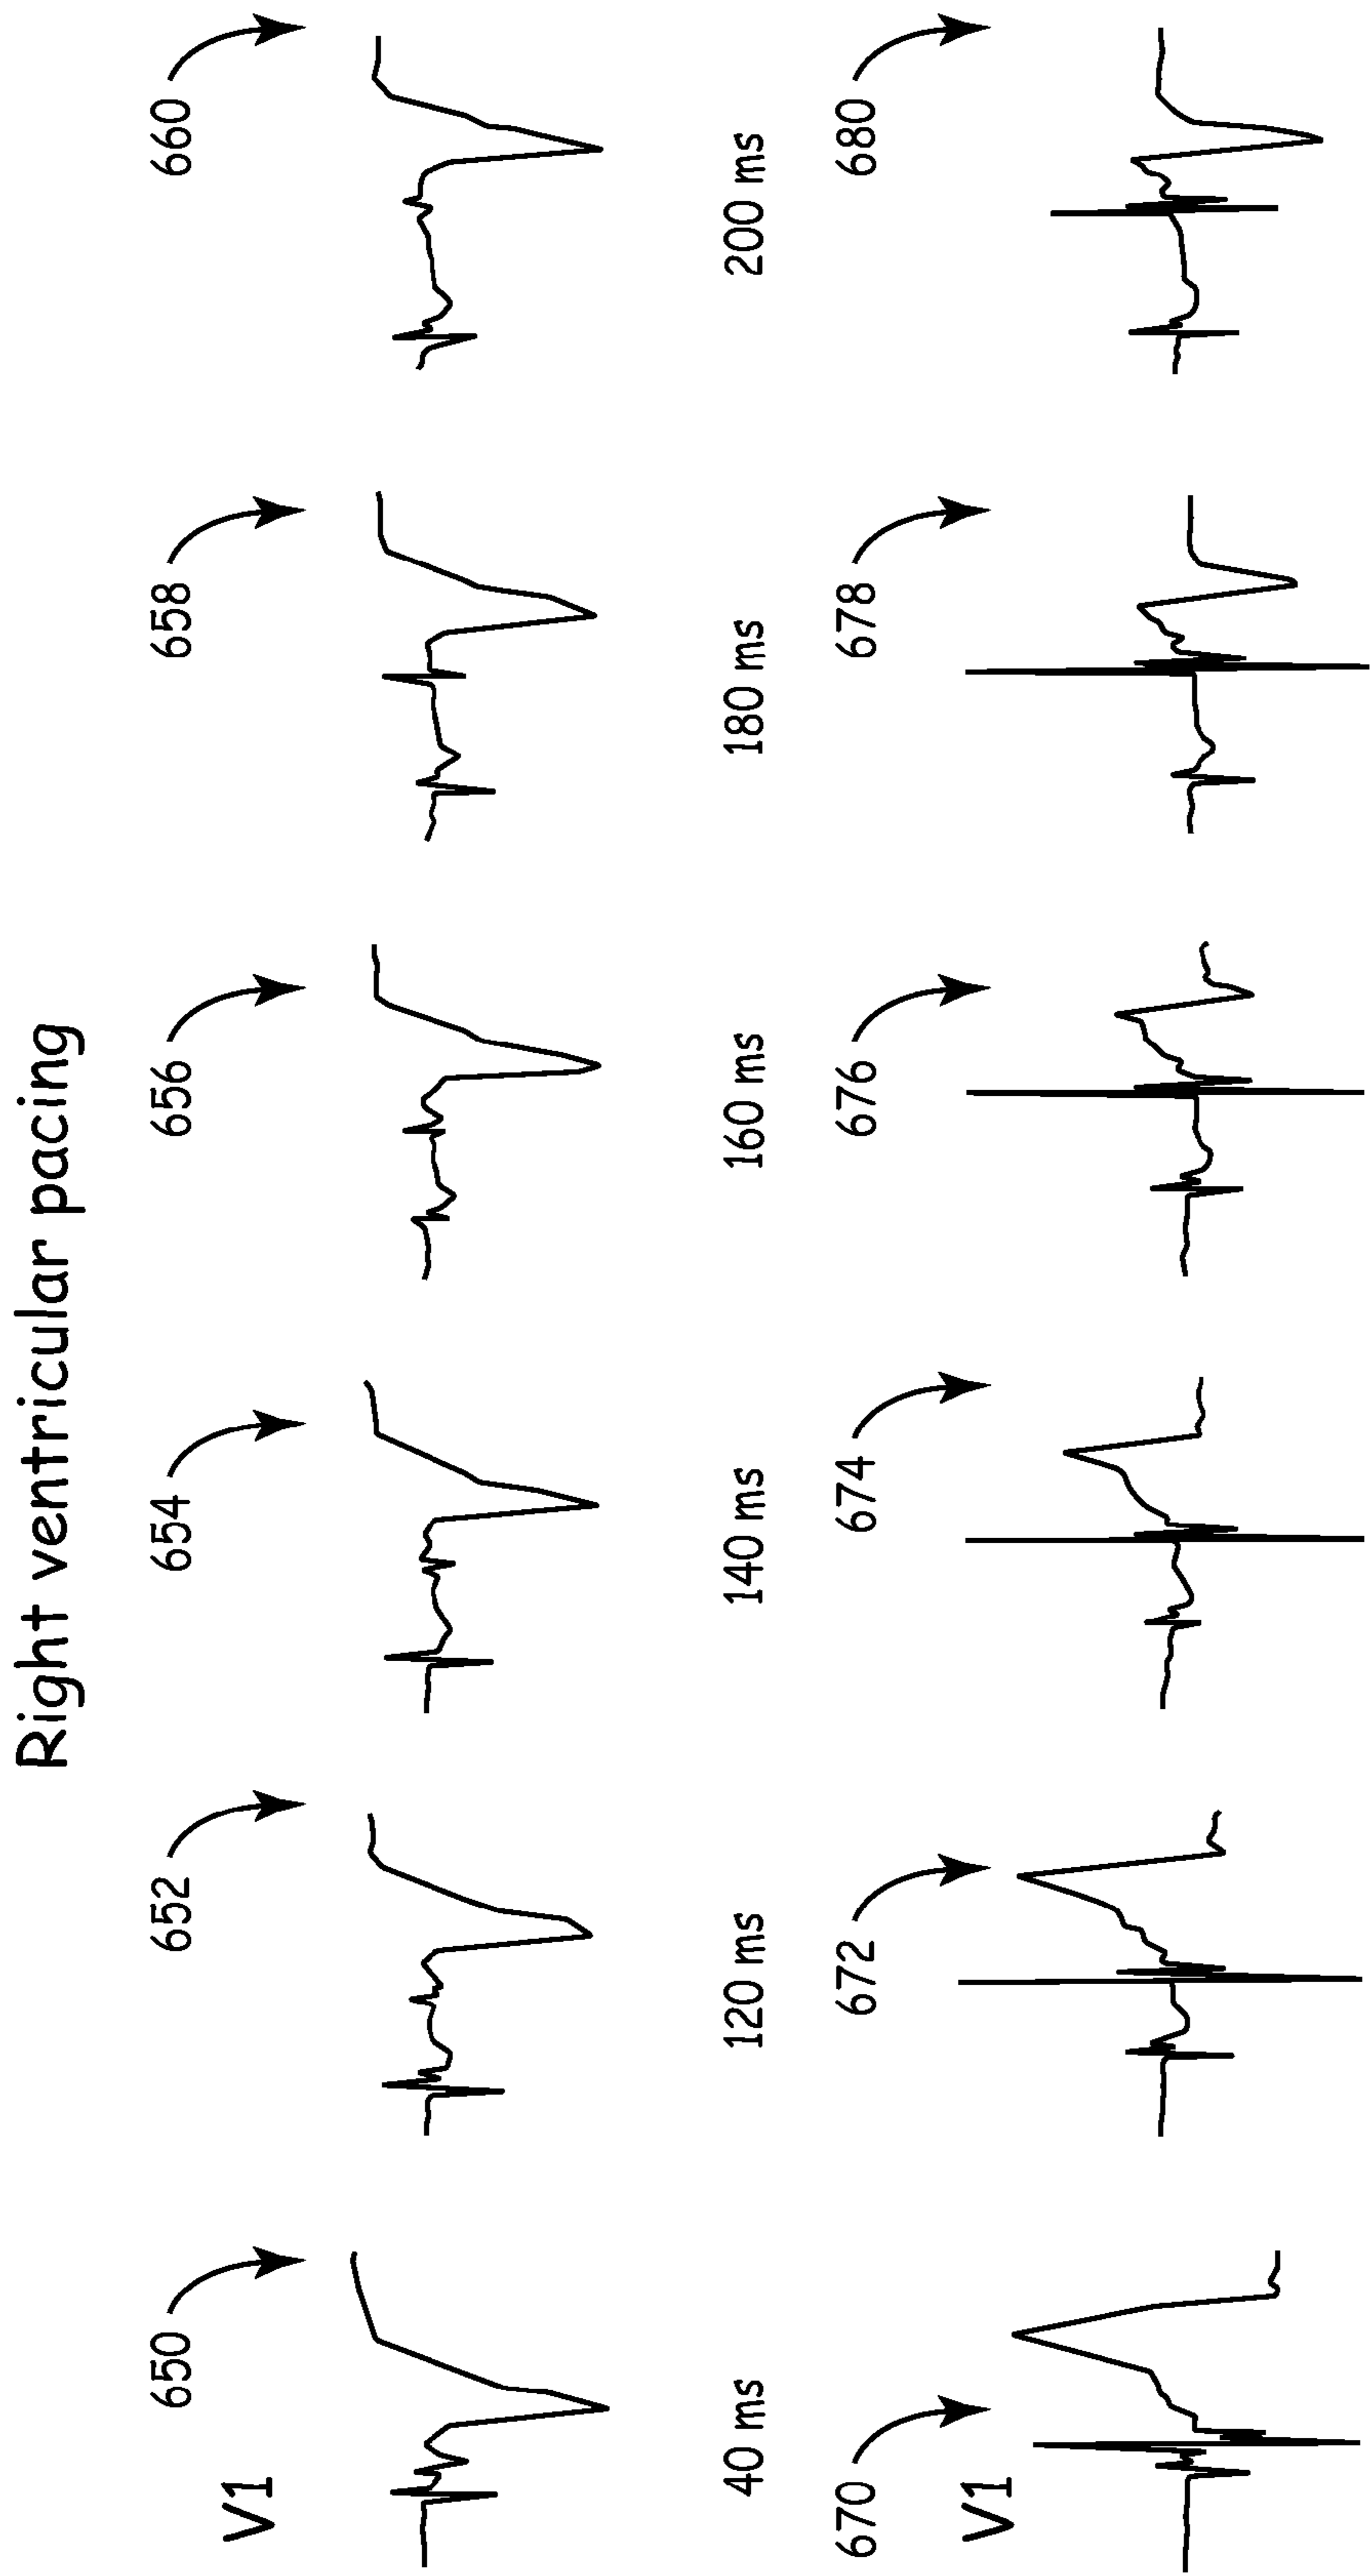 Right ventricular pacing
650 652 654 656 658 660
V1
40 ms 120 ms 140 ms 160 ms 180 ms 200 ms
670 672 674 676 678 680
V1